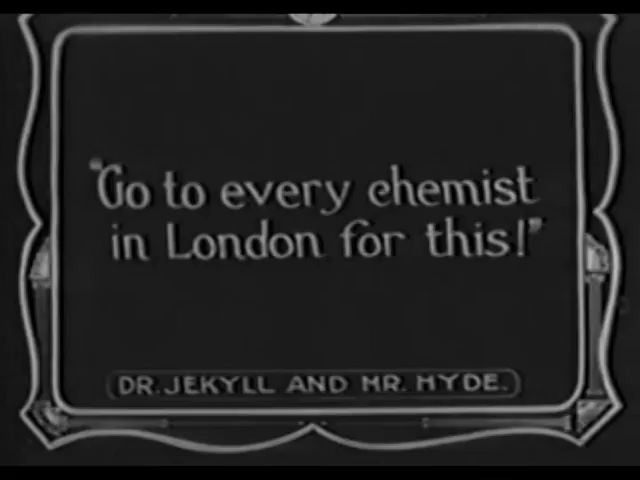 "Go to every chemist
in London for this!"
DR. JEKYLL AND MR. HYDE.